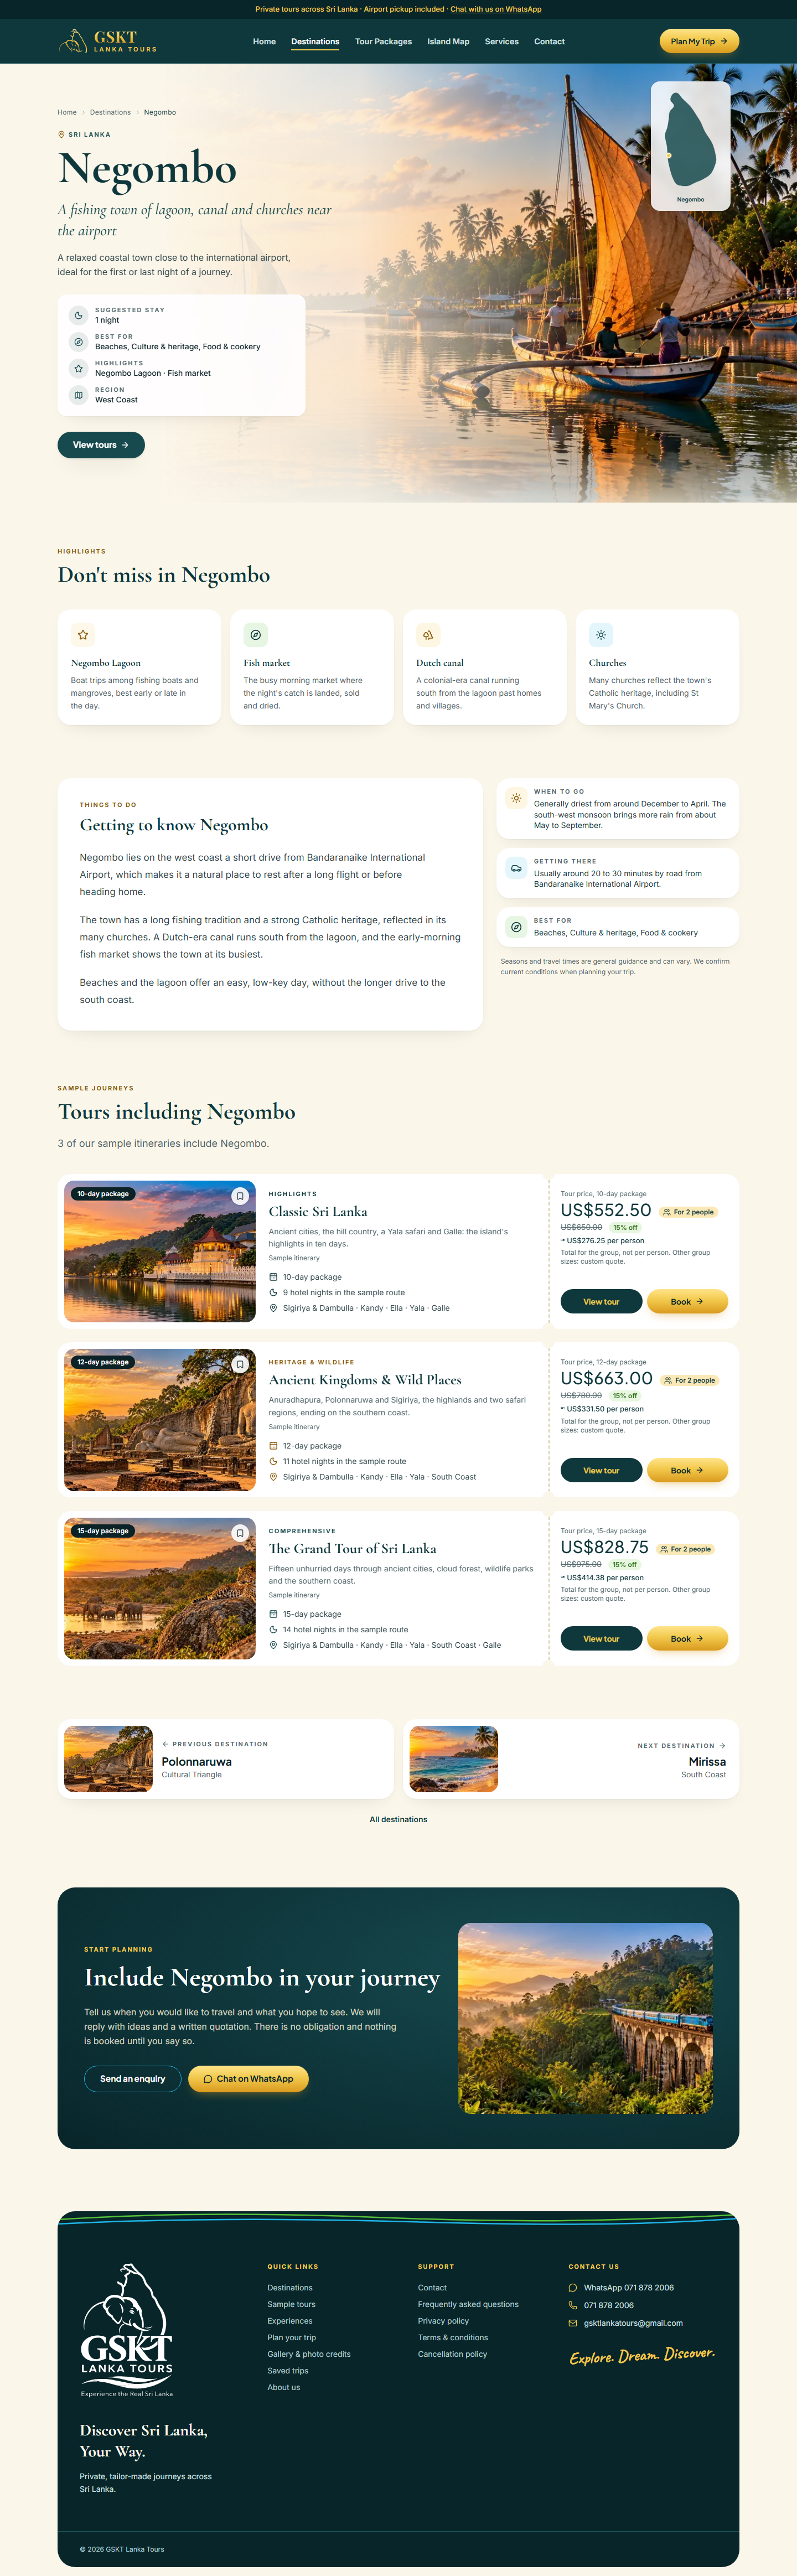 Private tours across Sri Lanka · Airport pickup included · Chat with us on WhatsApp
GSKT
LANKA TOURS
Home
Destinations
Tour Packages
Island Map
Services
Contact
Plan My Trip →
Home › Destinations › Negombo
SRI LANKA
Negombo
A fishing town of lagoon, canal and churches near
the airport
A relaxed coastal town close to the international airport,
ideal for the first or last night of a journey.
SUGGESTED STAY
1 night
BEST FOR
Beaches, Culture & heritage, Food & cookery
HIGHLIGHTS
Negombo Lagoon · Fish market
REGION
West Coast
View tours →
Negombo
HIGHLIGHTS
Don't miss in Negombo
Negombo Lagoon
Boat trips among fishing boats and
mangroves, best early or late in
the day.
Fish market
The busy morning market where
the night's catch is landed, sold
and dried.
Dutch canal
A colonial-era canal running
south from the lagoon past homes
and villages.
Churches
Many churches reflect the town's
Catholic heritage, including St
Mary's Church.
THINGS TO DO
Getting to know Negombo
Negombo lies on the west coast a short drive from Bandaranaike International
Airport, which makes it a natural place to rest after a long flight or before
heading home.
The town has a long fishing tradition and a strong Catholic heritage, reflected in its
many churches. A Dutch-era canal runs south from the lagoon, and the early-morning
fish market shows the town at its busiest.
Beaches and the lagoon offer an easy, low-key day, without the longer drive to the
south coast.
WHEN TO GO
Generally driest from around December to April. The
south-west monsoon brings more rain from about
May to September.
GETTING THERE
Usually around 20 to 30 minutes by road from
Bandaranaike International Airport.
BEST FOR
Beaches, Culture & heritage, Food & cookery
Seasons and travel times are general guidance and can vary. We confirm
current conditions when planning your trip.
SAMPLE JOURNEYS
Tours including Negombo
3 of our sample itineraries include Negombo.
10-day package
HIGHLIGHTS
Classic Sri Lanka
Ancient cities, the hill country, a Yala safari and Galle: the island's
highlights in ten days.
Sample itinerary
10-day package
9 hotel nights in the sample route
Sigiriya & Dambulla · Kandy · Ella · Yala · Galle
Tour price, 10-day package
US$552.50
For 2 people
US$650.00
15% off
≈ US$276.25 per person
Total for the group, not per person. Other group
sizes: custom quote.
View tour
Book →
12-day package
HERITAGE & WILDLIFE
Ancient Kingdoms & Wild Places
Anuradhapura, Polonnaruwa and Sigiriya, the highlands and two safari
regions, ending on the southern coast.
Sample itinerary
12-day package
11 hotel nights in the sample route
Sigiriya & Dambulla · Kandy · Ella · Yala · South Coast
Tour price, 12-day package
US$663.00
For 2 people
US$780.00
15% off
≈ US$331.50 per person
Total for the group, not per person. Other group
sizes: custom quote.
View tour
Book →
15-day package
COMPREHENSIVE
The Grand Tour of Sri Lanka
Fifteen unhurried days through ancient cities, cloud forest, wildlife parks
and the southern coast.
Sample itinerary
15-day package
14 hotel nights in the sample route
Sigiriya & Dambulla · Kandy · Ella · Yala · South Coast · Galle
Tour price, 15-day package
US$828.75
For 2 people
US$975.00
15% off
≈ US$414.38 per person
Total for the group, not per person. Other group
sizes: custom quote.
View tour
Book →
← PREVIOUS DESTINATION
Polonnaruwa
Cultural Triangle
NEXT DESTINATION →
Mirissa
South Coast
All destinations
START PLANNING
Include Negombo in your journey
Tell us when you would like to travel and what you hope to see. We will
reply with ideas and a written quotation. There is no obligation and nothing
is booked until you say so.
Send an enquiry
Chat on WhatsApp
GSKT
LANKA TOURS
Experience the Real Sri Lanka
Discover Sri Lanka,
Your Way.
Private, tailor-made journeys across
Sri Lanka.
QUICK LINKS
Destinations
Sample tours
Experiences
Plan your trip
Gallery & photo credits
Saved trips
About us
SUPPORT
Contact
Frequently asked questions
Privacy policy
Terms & conditions
Cancellation policy
CONTACT US
WhatsApp 071 878 2006
071 878 2006
gsktlankatours@gmail.com
Explore. Dream. Discover.
© 2026 GSKT Lanka Tours